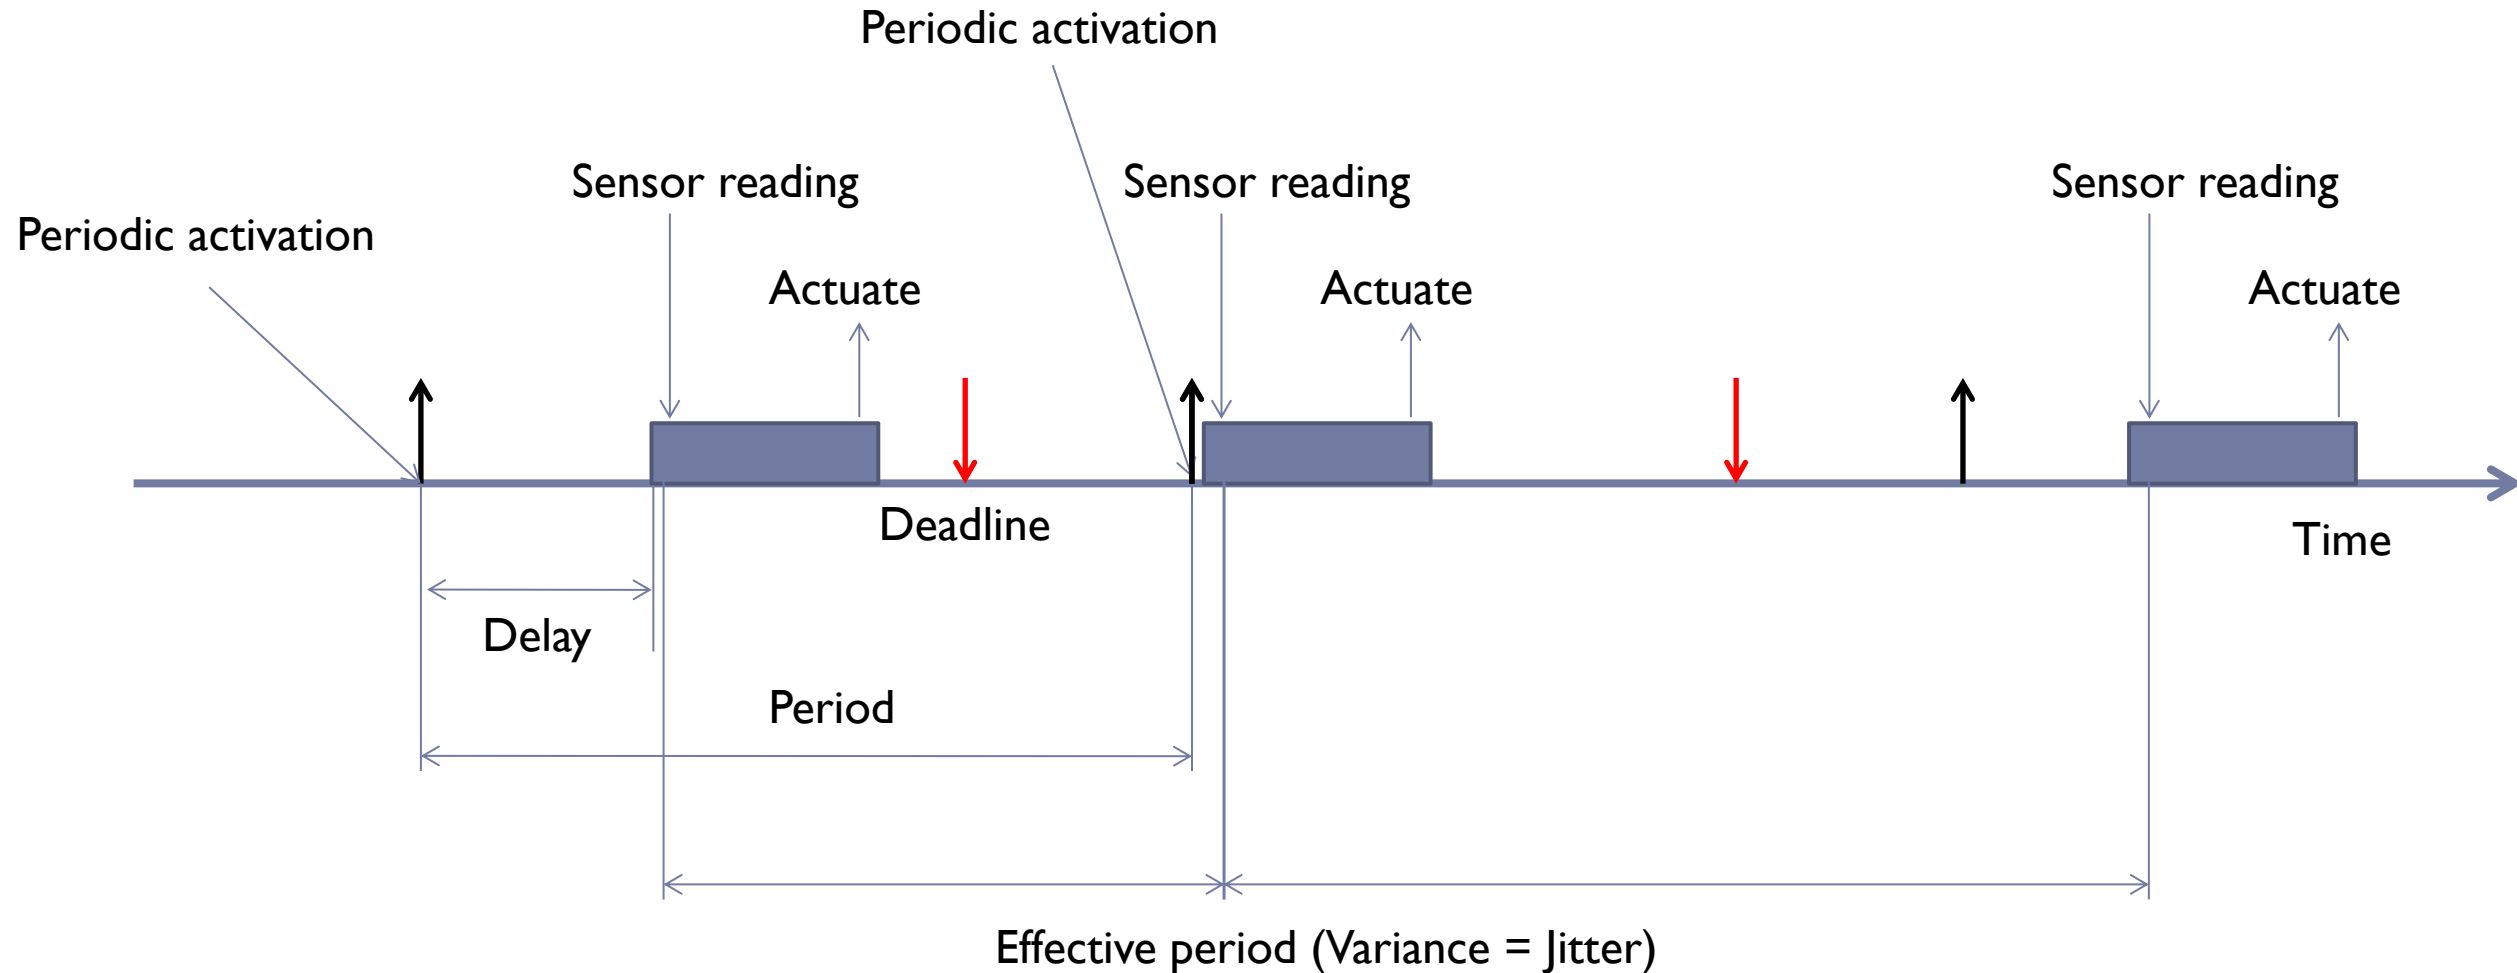 Periodic activation
Sensor reading
Sensor reading
Sensor reading
Periodic activation
Actuate
Actuate
Actuate
Deadline
Time
Delay
Period
Effective period (Variance = Jitter)